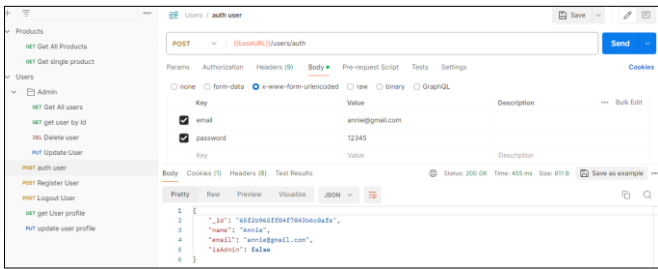 Users / auth user
Save
Products
GET Get All Products
GET Get single product
Users
Admin
GET Get All users
GET get user by Id
DEL Delete user
PUT Update User
POST auth user
POST Register User
POST Logout User
GET get User profile
PUT update user profile
POST {{baseURL}}/users/auth
Send
Params Authorization Headers (9) Body Pre-request Script Tests Settings
Cookies
none form-data x-www-form-urlencoded raw binary GraphQL
Key Value Description Bulk Edit
email annie@gmail.com
password 12345
Key Value Description
Body Cookies (1) Headers (8) Test Results
Status: 200 OK Time: 455 ms Size: 611 B Save as example
Pretty Raw Preview Visualize JSON
1 {
2 "_id": "65f2b965ff04f7043b6c0afe",
3 "name": "Annie",
4 "email": "annie@gmail.com",
5 "isAdmin": false
6 }